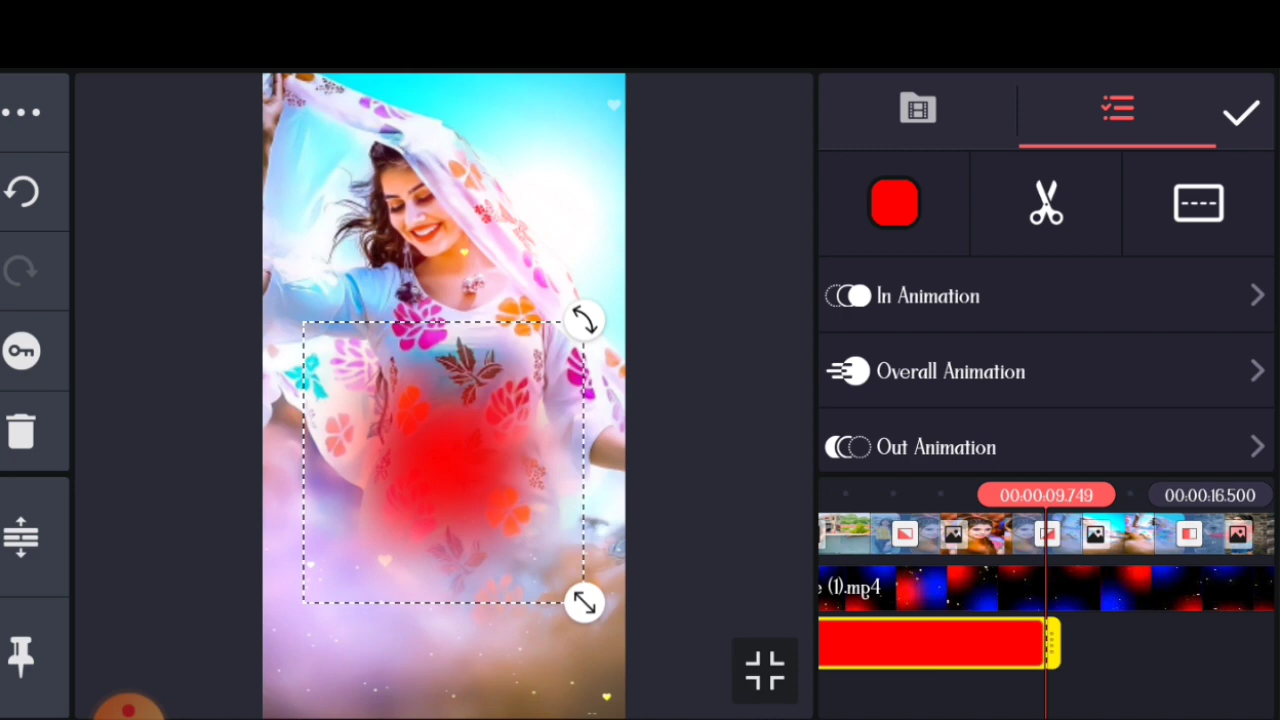 In Animation
Overall Animation
Out Animation
00:00:09.749
00:00:16.500
(1).mp4